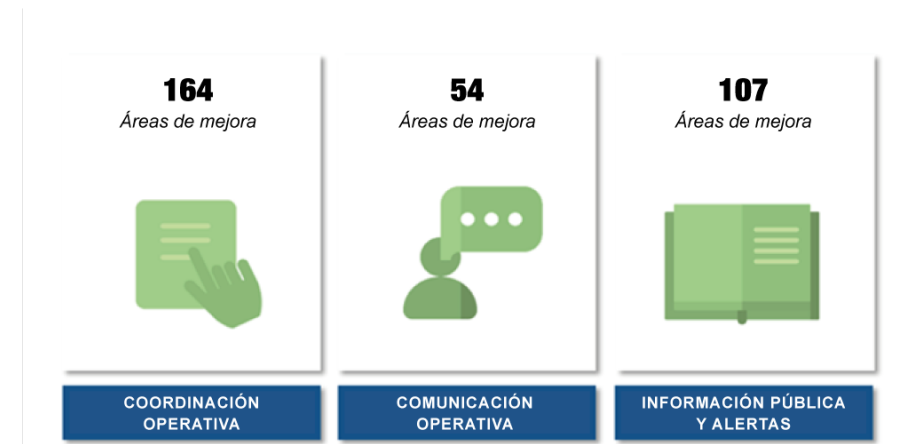 164
Áreas de mejora
COORDINACIÓN
OPERATIVA
54
Áreas de mejora
COMUNICACIÓN
OPERATIVA
107
Áreas de mejora
INFORMACIÓN PÚBLICA
Y ALERTAS